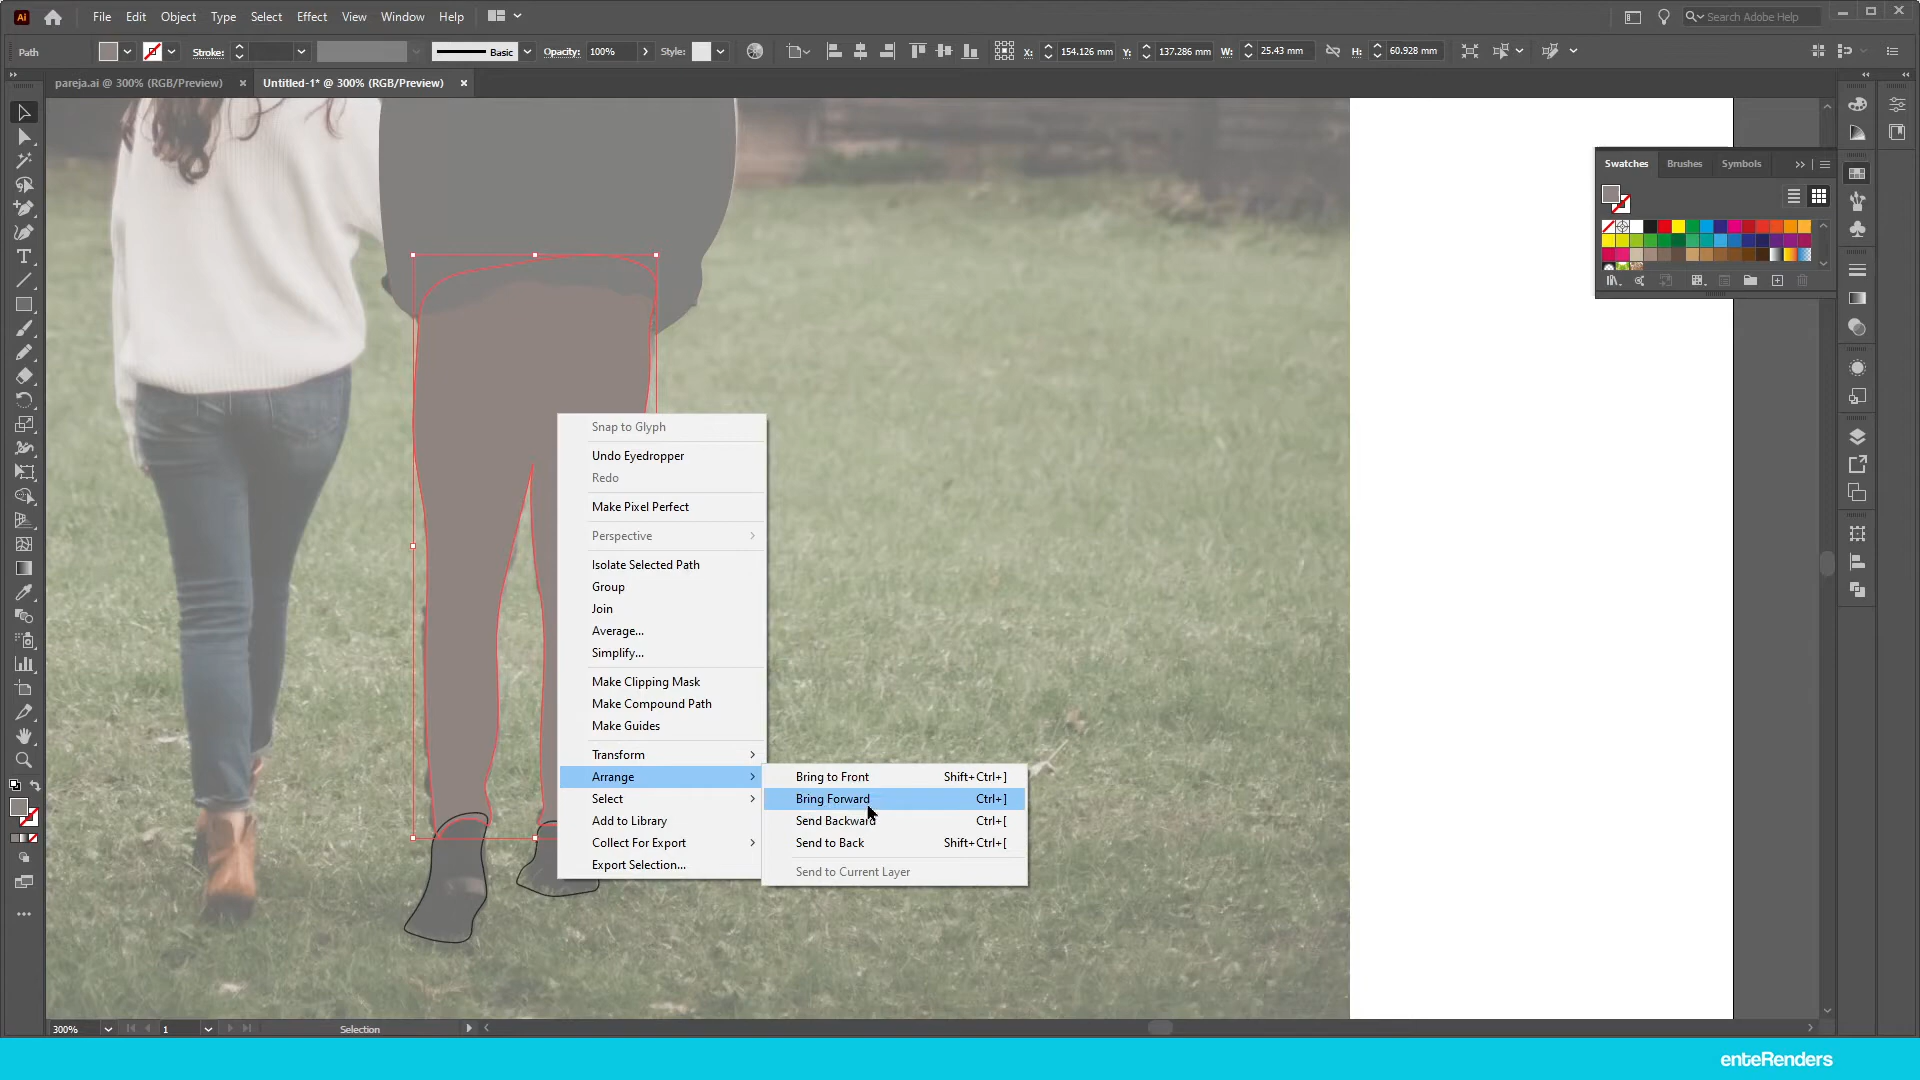 Ai File Edit Object Type Select Effect View Window Help Search Adobe Help
Path Stroke: Basic Opacity: 100% Style: X: 154.126 mm Y: 137.286 mm W: 25.43 mm H: 60.928 mm
pareja.ai @ 300% (RGB/Preview) Untitled-1* @ 300% (RGB/Preview)
Swatches Brushes Symbols
Snap to Glyph
Undo Eyedropper
Redo
Make Pixel Perfect
Perspective
Isolate Selected Path
Group
Join
Average...
Simplify...
Make Clipping Mask
Make Compound Path
Make Guides
Transform
Arrange
Select
Add to Library
Collect For Export
Export Selection...
Bring to Front Shift+Ctrl+]
Bring Forward Ctrl+]
Send Backward Ctrl+[
Send to Back Shift+Ctrl+[
Send to Current Layer
300% 1 Selection
enteRenders